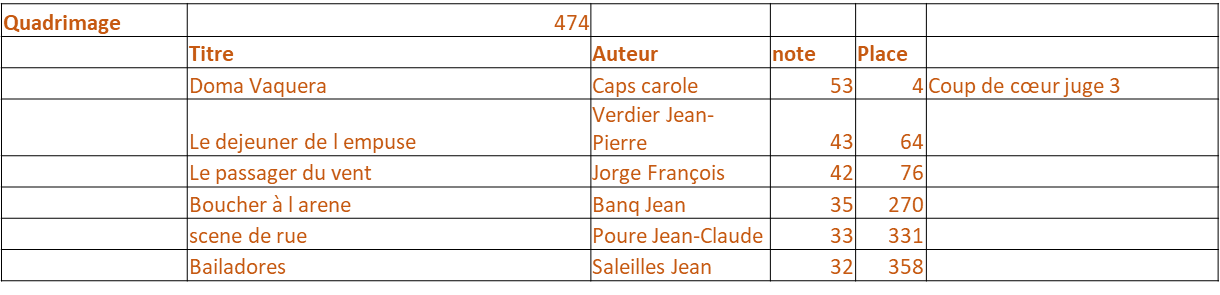 Quadrimage 474
Titre Auteur note Place
Doma Vaquera Caps carole 53 4 Coup de cœur juge 3
Verdier Jean-
Le dejeuner de l empuse Pierre 43 64
Le passager du vent Jorge François 42 76
Boucher à l arene Banq Jean 35 270
scene de rue Poure Jean-Claude 33 331
Bailadores Saleilles Jean 32 358